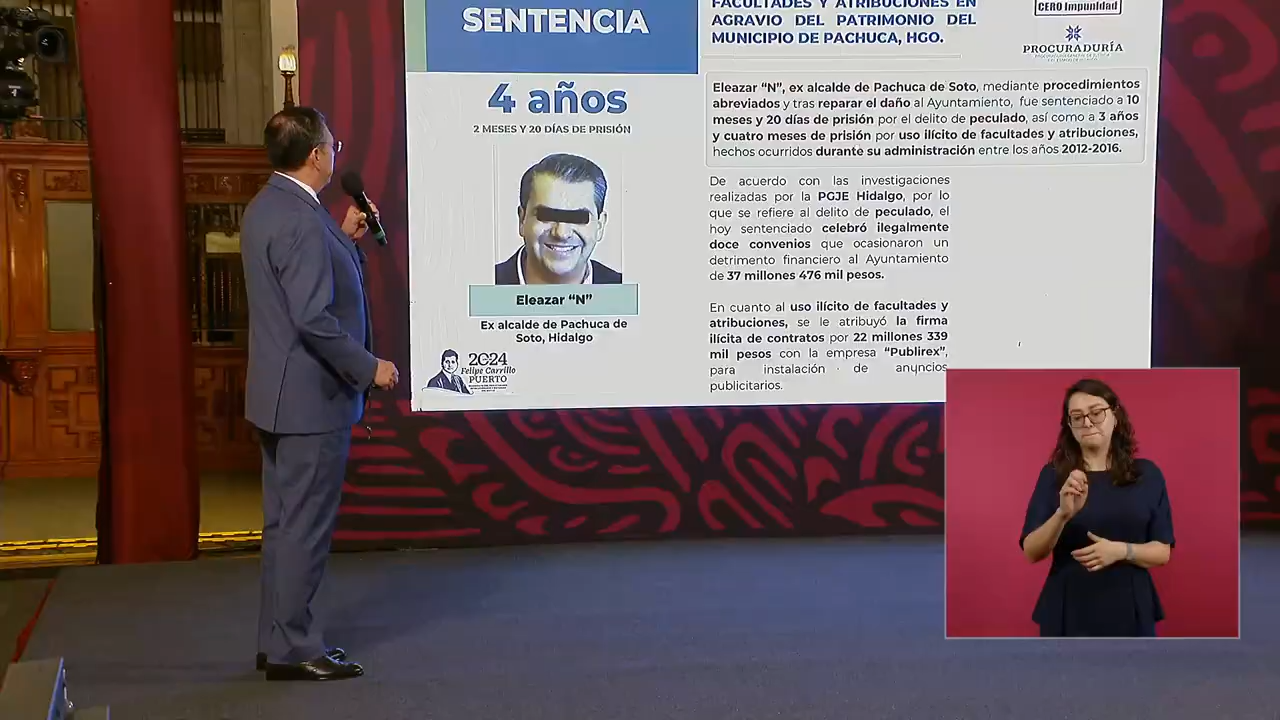 SENTENCIA
FACULTADES Y ATRIBUCIONES EN
AGRAVIO DEL PATRIMONIO DEL
MUNICIPIO DE PACHUCA, HGO.
CERO Impunidad
PROCURADURÍA
4 años
2 MESES Y 20 DÍAS DE PRISIÓN
Eleazar "N"
Ex alcalde de Pachuca de
Soto, Hidalgo
2024
Felipe Carrillo
PUERTO
Eleazar "N", ex alcalde de Pachuca de Soto, mediante procedimientos
abreviados y tras reparar el daño al Ayuntamiento, fue sentenciado a 10
meses y 20 días de prisión por el delito de peculado, así como a 3 años
y cuatro meses de prisión por uso ilícito de facultades y atribuciones,
hechos ocurridos durante su administración entre los años 2012-2016.
De acuerdo con las investigaciones
realizadas por la PGJE Hidalgo, por lo
que se refiere al delito de peculado, el
hoy sentenciado celebró ilegalmente
doce convenios que ocasionaron un
detrimento financiero al Ayuntamiento
de 37 millones 476 mil pesos.
En cuanto al uso ilícito de facultades y
atribuciones, se le atribuyó la firma
ilícita de contratos por 22 millones 339
mil pesos con la empresa "Publirex",
para instalación de anuncios
publicitarios.